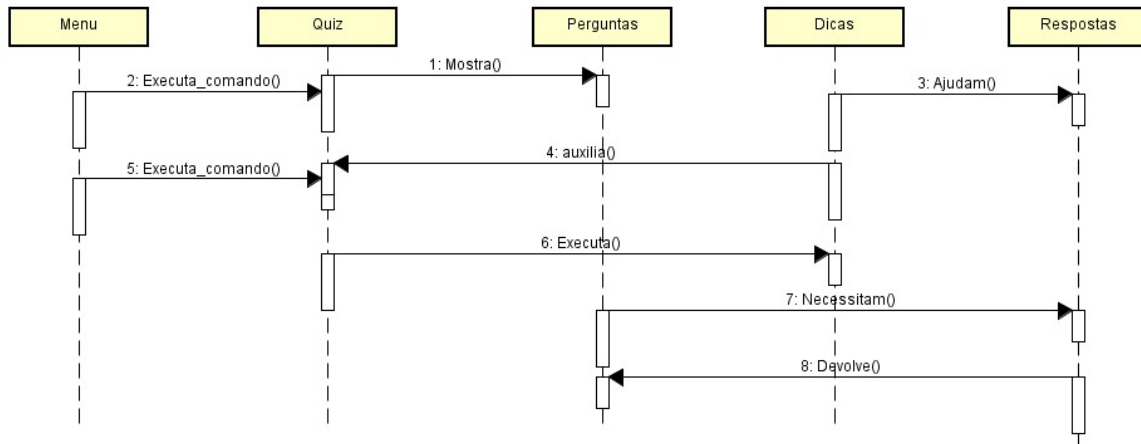 Menu
Quiz
Perguntas
Dicas
Respostas
1: Mostra()
2: Executa_comando()
3: Ajudam()
4: auxilia()
5: Executa_comando()
6: Executa()
7: Necessitam()
8: Devolve()